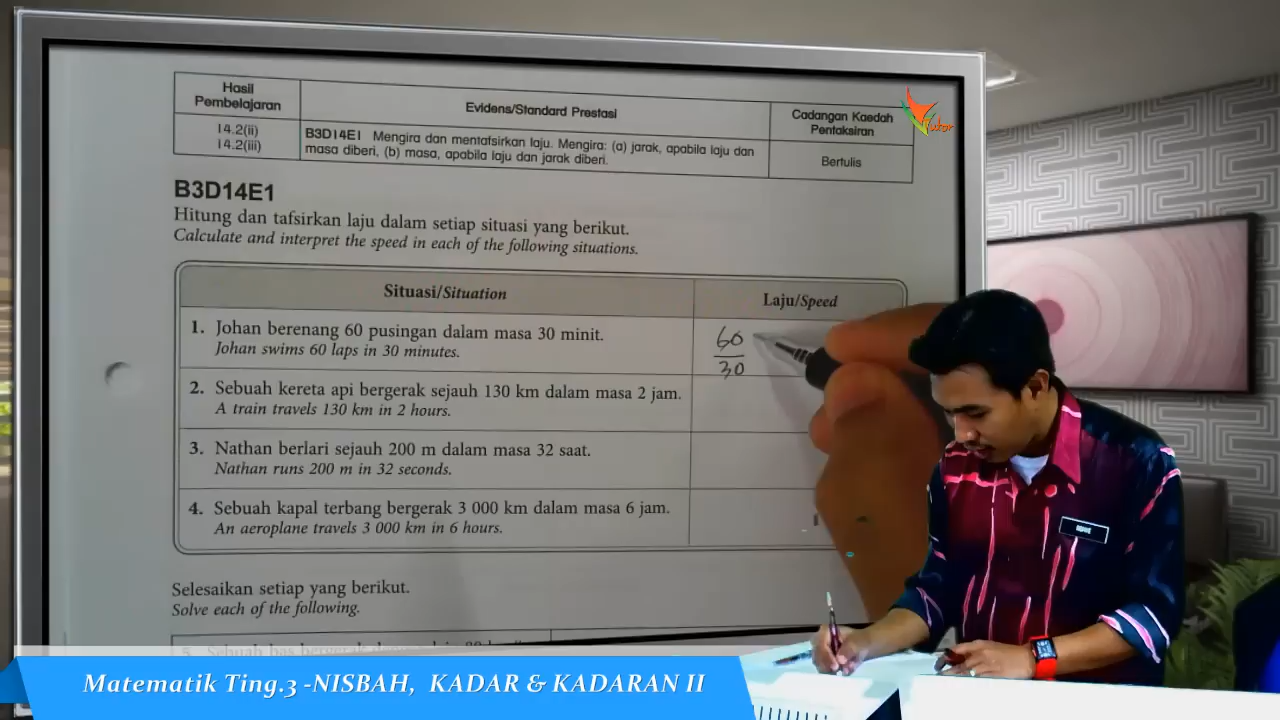 Hasil
Pembelajaran
Evidens/Standard Prestasi
Cadangan Kaedah
Pentaksiran
14.2(ii)
14.2(iii)
B3D14E1 Mengira dan mentafsirkan laju. Mengira: (a) jarak, apabila laju dan
masa diberi, (b) masa, apabila laju dan jarak diberi.
Bertulis
B3D14E1
Hitung dan tafsirkan laju dalam setiap situasi yang berikut.
Calculate and interpret the speed in each of the following situations.
Situasi/Situation
Laju/Speed
1. Johan berenang 60 pusingan dalam masa 30 minit.
Johan swims 60 laps in 30 minutes.
60
30
2. Sebuah kereta api bergerak sejauh 130 km dalam masa 2 jam.
A train travels 130 km in 2 hours.
3. Nathan berlari sejauh 200 m dalam masa 32 saat.
Nathan runs 200 m in 32 seconds.
4. Sebuah kapal terbang bergerak 3 000 km dalam masa 6 jam.
An aeroplane travels 3 000 km in 6 hours.
Selesaikan setiap yang berikut.
Solve each of the following.
5. Sebuah bas bergerak
Matematik Ting.3 -NISBAH, KADAR & KADARAN II